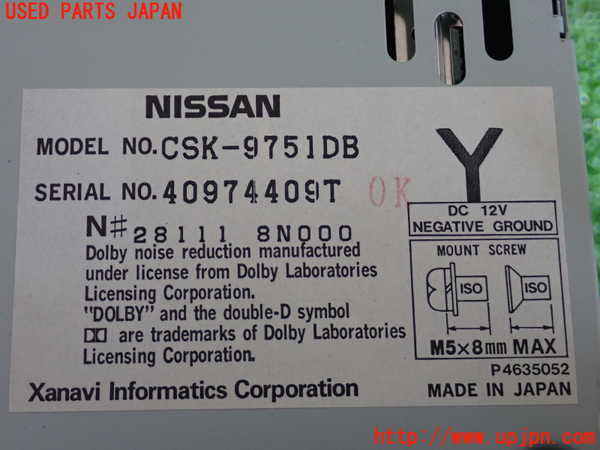 USED PARTS JAPAN
NISSAN
MODEL NO. CSK-9751DB
SERIAL NO. 40974409T OK
N# 28111 8N000
Dolby noise reduction manufactured
under license from Dolby Laboratories
Licensing Corporation.
"DOLBY" and the double-D symbol
are trademarks of Dolby Laboratories
Licensing Corporation.
Xanavi Informatics Corporation
Y
DC 12V
NEGATIVE GROUND
MOUNT SCREW
ISO ISO
M5×8mm MAX
P4635052
MADE IN JAPAN
http://www.upjpn.com